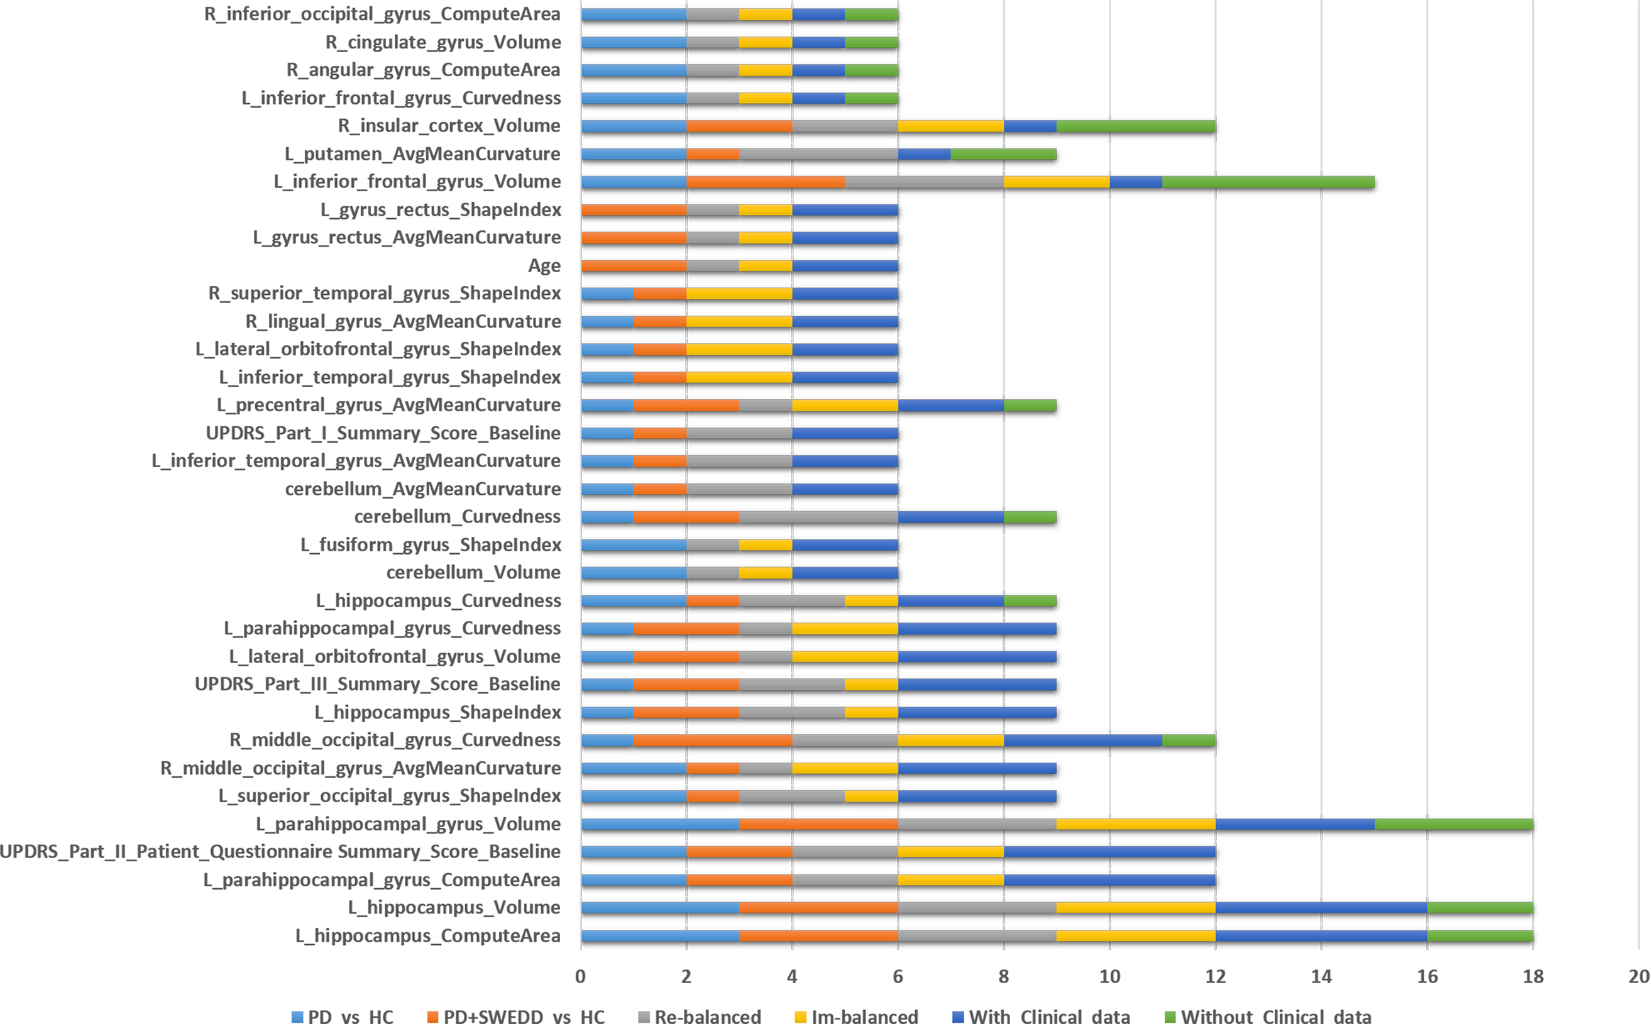 R_inferior_occipital_gyrus_ComputeArea
R_cingulate_gyrus_Volume
R_angular_gyrus_ComputeArea
L_inferior_frontal_gyrus_Curvedness
R_insular_cortex_Volume
L_putamen_AvgMeanCurvature
L_inferior_frontal_gyrus_Volume
L_gyrus_rectus_ShapeIndex
L_gyrus_rectus_AvgMeanCurvature
Age
R_superior_temporal_gyrus_ShapeIndex
R_lingual_gyrus_AvgMeanCurvature
L_lateral_orbitofrontal_gyrus_ShapeIndex
L_inferior_temporal_gyrus_ShapeIndex
L_precentral_gyrus_AvgMeanCurvature
UPDRS_Part_I_Summary_Score_Baseline
L_inferior_temporal_gyrus_AvgMeanCurvature
cerebellum_AvgMeanCurvature
cerebellum_Curvedness
L_fusiform_gyrus_ShapeIndex
cerebellum_Volume
L_hippocampus_Curvedness
L_parahippocampal_gyrus_Curvedness
L_lateral_orbitofrontal_gyrus_Volume
UPDRS_Part_III_Summary_Score_Baseline
L_hippocampus_ShapeIndex
R_middle_occipital_gyrus_Curvedness
R_middle_occipital_gyrus_AvgMeanCurvature
L_superior_occipital_gyrus_ShapeIndex
L_parahippocampal_gyrus_Volume
UPDRS_Part_II_Patient_Questionnaire Summary_Score_Baseline
L_parahippocampal_gyrus_ComputeArea
L_hippocampus_Volume
L_hippocampus_ComputeArea
0 2 4 6 8 10 12 14 16 18 20
PD vs HC PD+SWEDD vs HC Re-balanced Im-balanced With Clinical data Without Clinical data